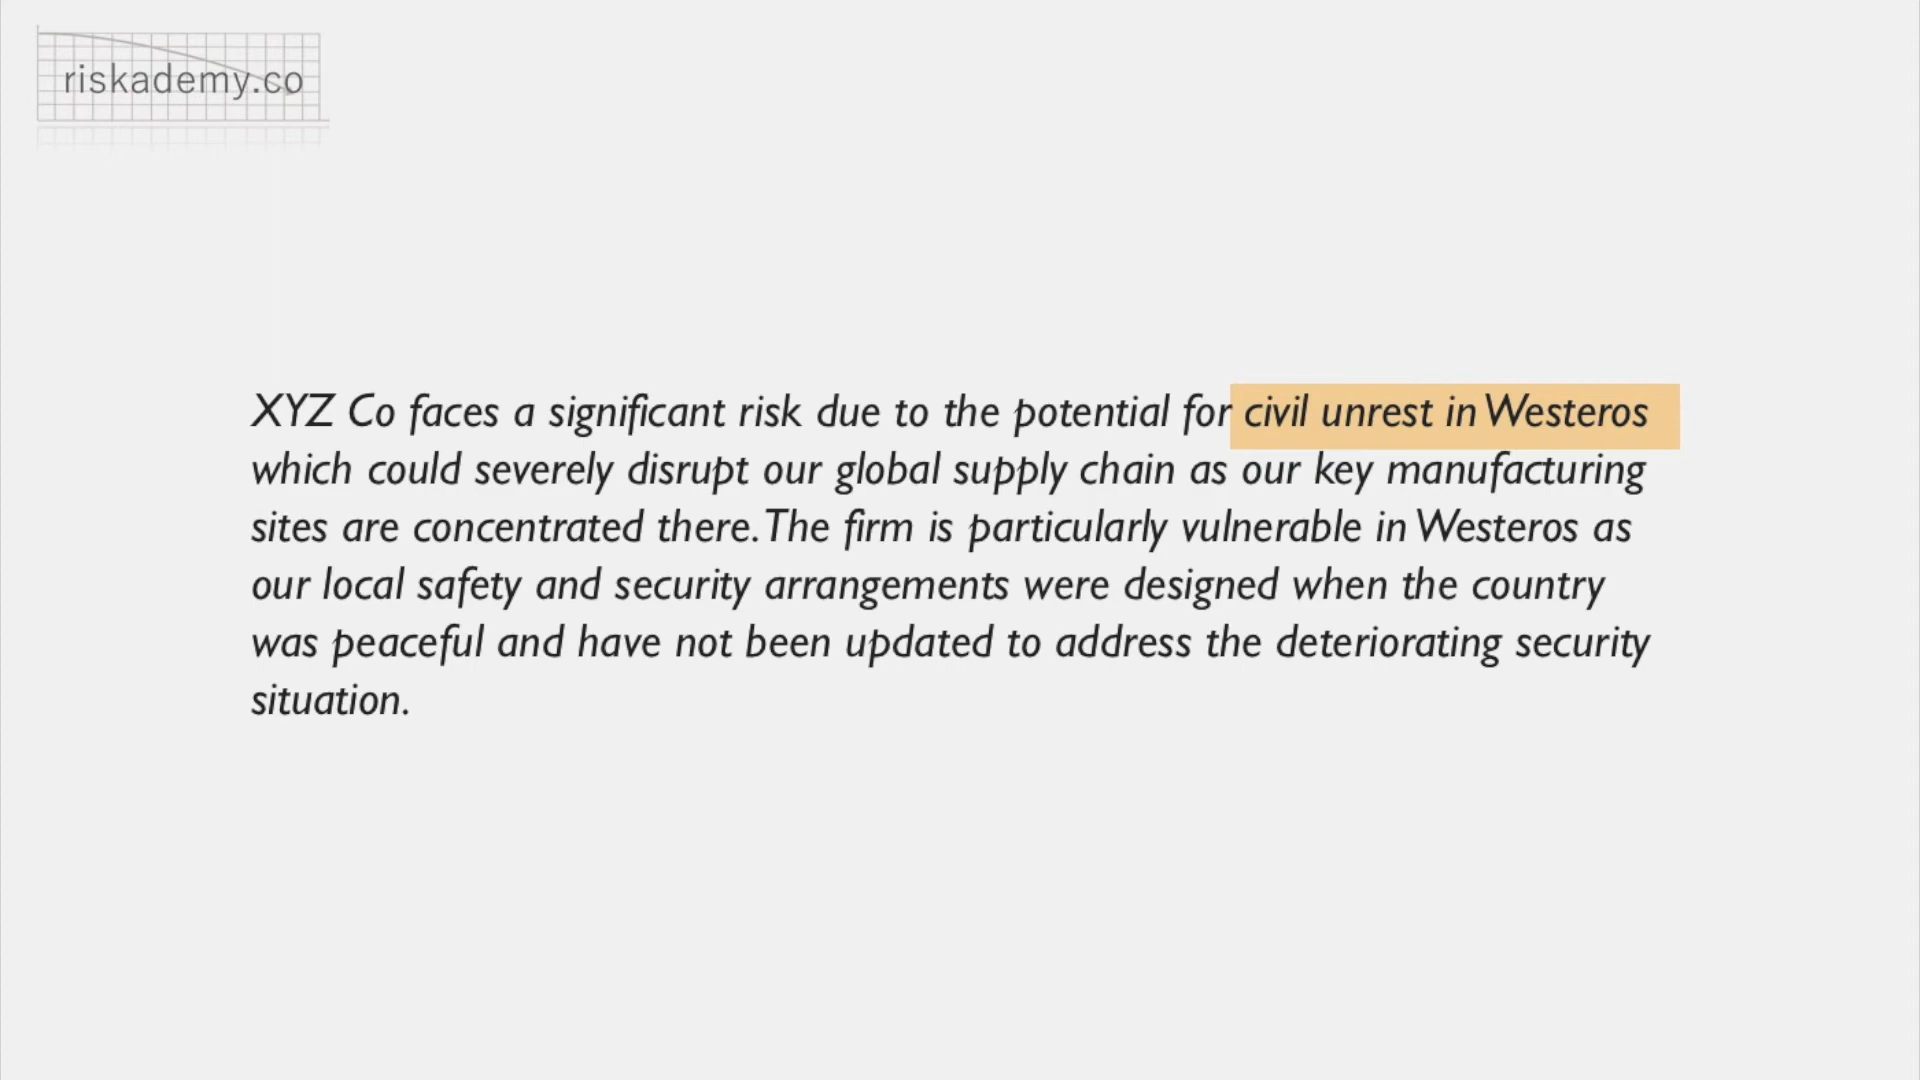 riskademy.co
XYZ Co faces a significant risk due to the potential for civil unrest in Westeros
which could severely disrupt our global supply chain as our key manufacturing
sites are concentrated there. The firm is particularly vulnerable in Westeros as
our local safety and security arrangements were designed when the country
was peaceful and have not been updated to address the deteriorating security
situation.